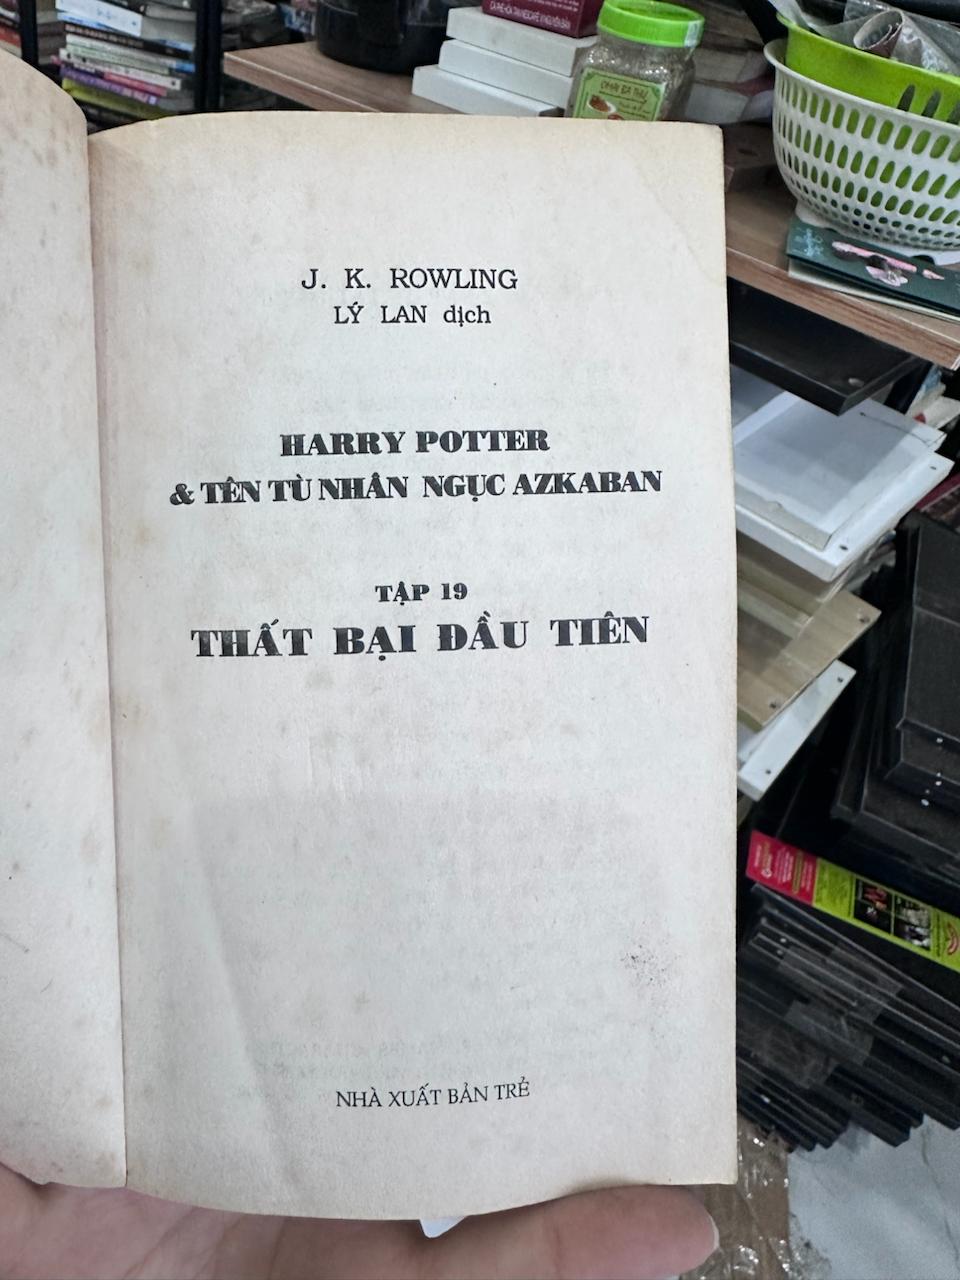 J. K. ROWLING
LÝ LAN dịch
HARRY POTTER
& TÊN TÙ NHÂN NGỤC AZKABAN
TẬP 19
THẤT BẠI ĐẦU TIÊN
NHÀ XUẤT BẢN TRẺ